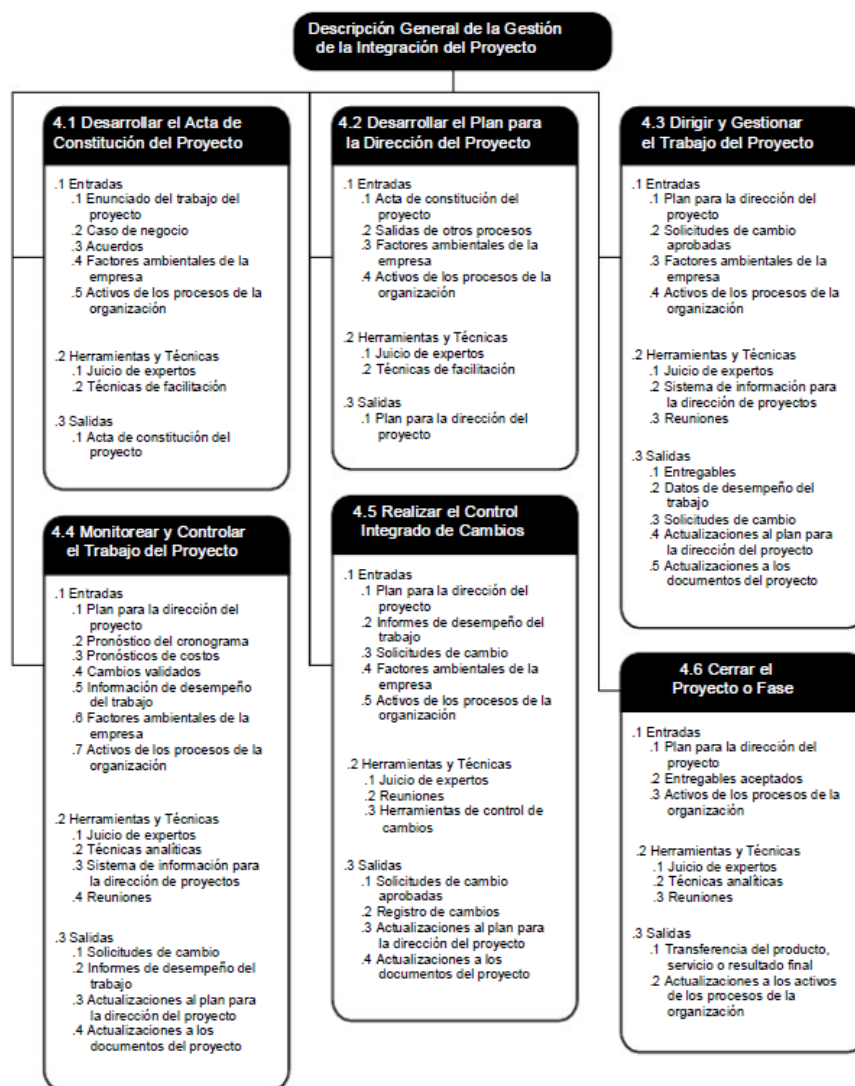 Descripción General de la Gestión
de la Integración del Proyecto
4.1 Desarrollar el Acta de
Constitución del Proyecto
.1 Entradas
.1 Enunciado del trabajo del
proyecto
.2 Caso de negocio
.3 Acuerdos
.4 Factores ambientales de la
empresa
.5 Activos de los procesos de la
organización
.2 Herramientas y Técnicas
.1 Juicio de expertos
.2 Técnicas de facilitación
.3 Salidas
.1 Acta de constitución del
proyecto
4.2 Desarrollar el Plan para
la Dirección del Proyecto
.1 Entradas
.1 Acta de constitución del
proyecto
.2 Salidas de otros procesos
.3 Factores ambientales de la
empresa
.4 Activos de los procesos de la
organización
.2 Herramientas y Técnicas
.1 Juicio de expertos
.2 Técnicas de facilitación
.3 Salidas
.1 Plan para la dirección del
proyecto
4.3 Dirigir y Gestionar
el Trabajo del Proyecto
.1 Entradas
.1 Plan para la dirección del
proyecto
.2 Solicitudes de cambio
aprobadas
.3 Factores ambientales de la
empresa
.4 Activos de los procesos de la
organización
.2 Herramientas y Técnicas
.1 Juicio de expertos
.2 Sistema de información para
la dirección de proyectos
.3 Reuniones
.3 Salidas
.1 Entregables
.2 Datos de desempeño del
trabajo
.3 Solicitudes de cambio
.4 Actualizaciones al plan para
la dirección del proyecto
.5 Actualizaciones a los
documentos del proyecto
4.4 Monitorear y Controlar
el Trabajo del Proyecto
.1 Entradas
.1 Plan para la dirección del
proyecto
.2 Pronóstico del cronograma
.3 Pronósticos de costos
.4 Cambios validados
.5 Información de desempeño
del trabajo
.6 Factores ambientales de la
empresa
.7 Activos de los procesos de la
organización
.2 Herramientas y Técnicas
.1 Juicio de expertos
.2 Técnicas analíticas
.3 Sistema de información para
la dirección de proyectos
.4 Reuniones
.3 Salidas
.1 Solicitudes de cambio
.2 Informes de desempeño del
trabajo
.3 Actualizaciones al plan para
la dirección del proyecto
.4 Actualizaciones a los
documentos del proyecto
4.5 Realizar el Control
Integrado de Cambios
.1 Entradas
.1 Plan para la dirección del
proyecto
.2 Informes de desempeño del
trabajo
.3 Solicitudes de cambio
.4 Factores ambientales de la
empresa
.5 Activos de los procesos de la
organización
.2 Herramientas y Técnicas
.1 Juicio de expertos
.2 Reuniones
.3 Herramientas de control de
cambios
.3 Salidas
.1 Solicitudes de cambio
aprobadas
.2 Registro de cambios
.3 Actualizaciones al plan para
la dirección del proyecto
.4 Actualizaciones a los
documentos del proyecto
4.6 Cerrar el
Proyecto o Fase
.1 Entradas
.1 Plan para la dirección del
proyecto
.2 Entregables aceptados
.3 Activos de los procesos de la
organización
.2 Herramientas y Técnicas
.1 Juicio de expertos
.2 Técnicas analíticas
.3 Reuniones
.3 Salidas
.1 Transferencia del producto,
servicio o resultado final
.2 Actualizaciones a los activos
de los procesos de la
organización